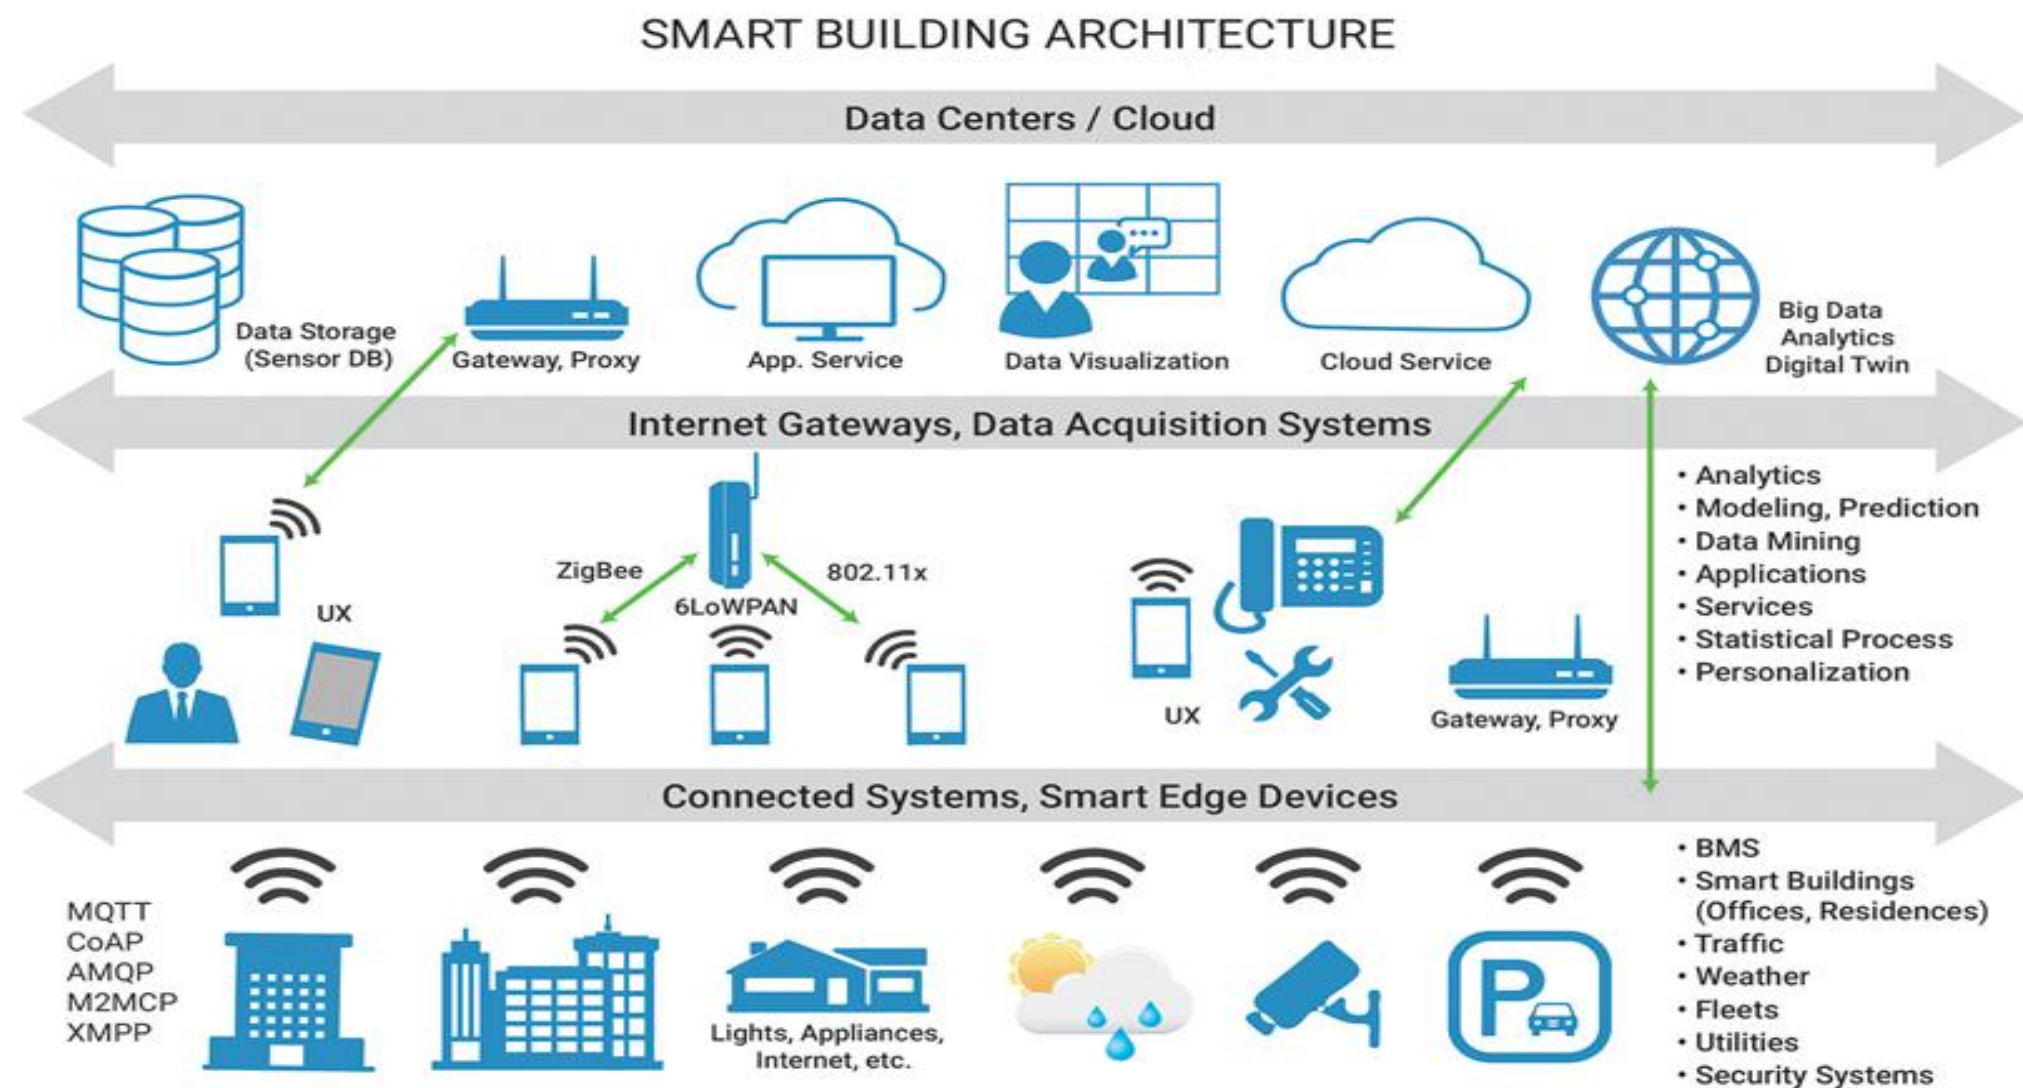 SMART BUILDING ARCHITECTURE
Data Centers / Cloud
Data Storage
(Sensor DB)
Gateway, Proxy
App. Service
Data Visualization
Cloud Service
Big Data
Analytics
Digital Twin
Internet Gateways, Data Acquisition Systems
UX
ZigBee
802.11x
6LoWPAN
UX
Gateway, Proxy
• Analytics
• Modeling, Prediction
• Data Mining
• Applications
• Services
• Statistical Process
• Personalization
Connected Systems, Smart Edge Devices
MQTT
CoAP
AMQP
M2MCP
XMPP
Lights, Appliances,
Internet, etc.
P
• BMS
• Smart Buildings
(Offices, Residences)
• Traffic
• Weather
• Fleets
• Utilities
• Security Systems